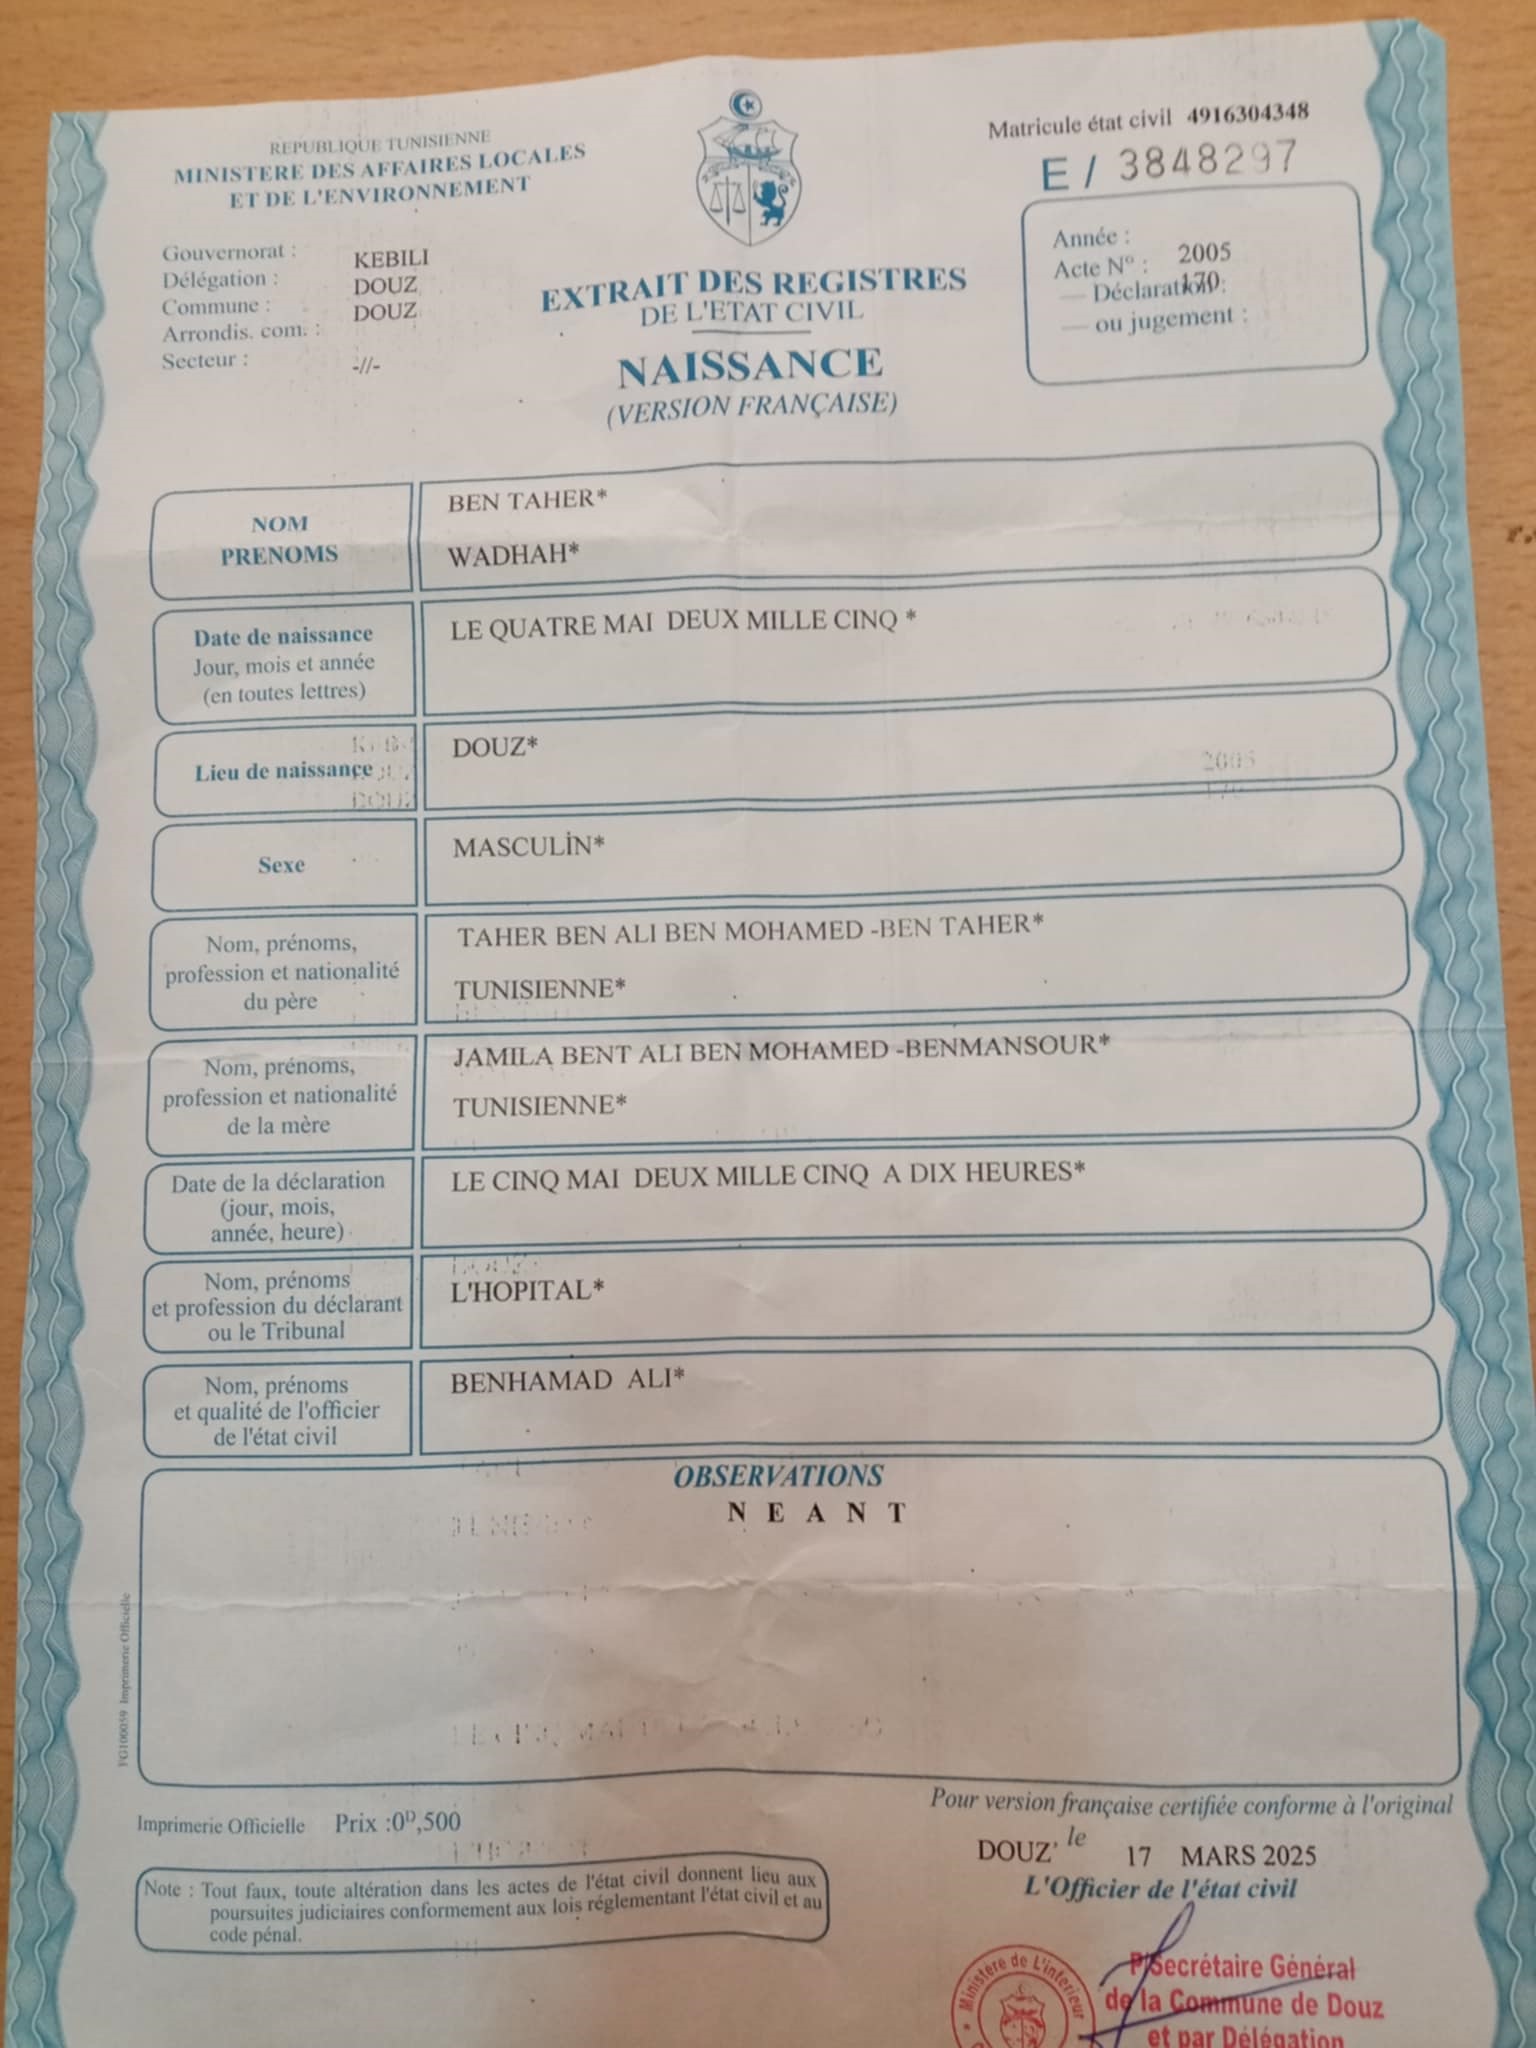 REPUBLIQUE TUNISIENNE
MINISTERE DES AFFAIRES LOCALES
ET DE L'ENVIRONNEMENT
Matricule état civil 4916304348
E / 3848297
Gouvernorat : KEBILI
Délégation : DOUZ
Commune : DOUZ
Arrondis. com. :
Secteur : -//-
EXTRAIT DES REGISTRES
DE L'ETAT CIVIL
NAISSANCE
(VERSION FRANÇAISE)
Année : 2005
Acte N° : 170
— Déclaration :
— ou jugement :
NOM
PRENOMS
BEN TAHER*
WADHAH*
Date de naissance
Jour, mois et année
(en toutes lettres)
LE QUATRE MAI DEUX MILLE CINQ *
Lieu de naissance
DOUZ*
Sexe
MASCULİN*
Nom, prénoms,
profession et nationalité
du père
TAHER BEN ALI BEN MOHAMED -BEN TAHER*
TUNISIENNE*
Nom, prénoms,
profession et nationalité
de la mère
JAMILA BENT ALI BEN MOHAMED -BENMANSOUR*
TUNISIENNE*
Date de la déclaration
(jour, mois,
année, heure)
LE CINQ MAI DEUX MILLE CINQ A DIX HEURES*
Nom, prénoms
et profession du déclarant
ou le Tribunal
L'HOPITAL*
Nom, prénoms
et qualité de l'officier
de l'état civil
BENHAMAD ALI*
OBSERVATIONS
N E A N T
FG100059 Imprimerie Officielle
Imprimerie Officielle Prix :0ᴰ,500
Note : Tout faux, toute altération dans les actes de l'état civil donnent lieu aux
poursuites judiciaires conformement aux lois réglementant l'état civil et au
code pénal.
Pour version française certifiée conforme à l'original
DOUZ, le 17 MARS 2025
L'Officier de l'état civil
Ministère de L'intérieur
P/Secrétaire Général
de la Commune de Douz
et par Délégation